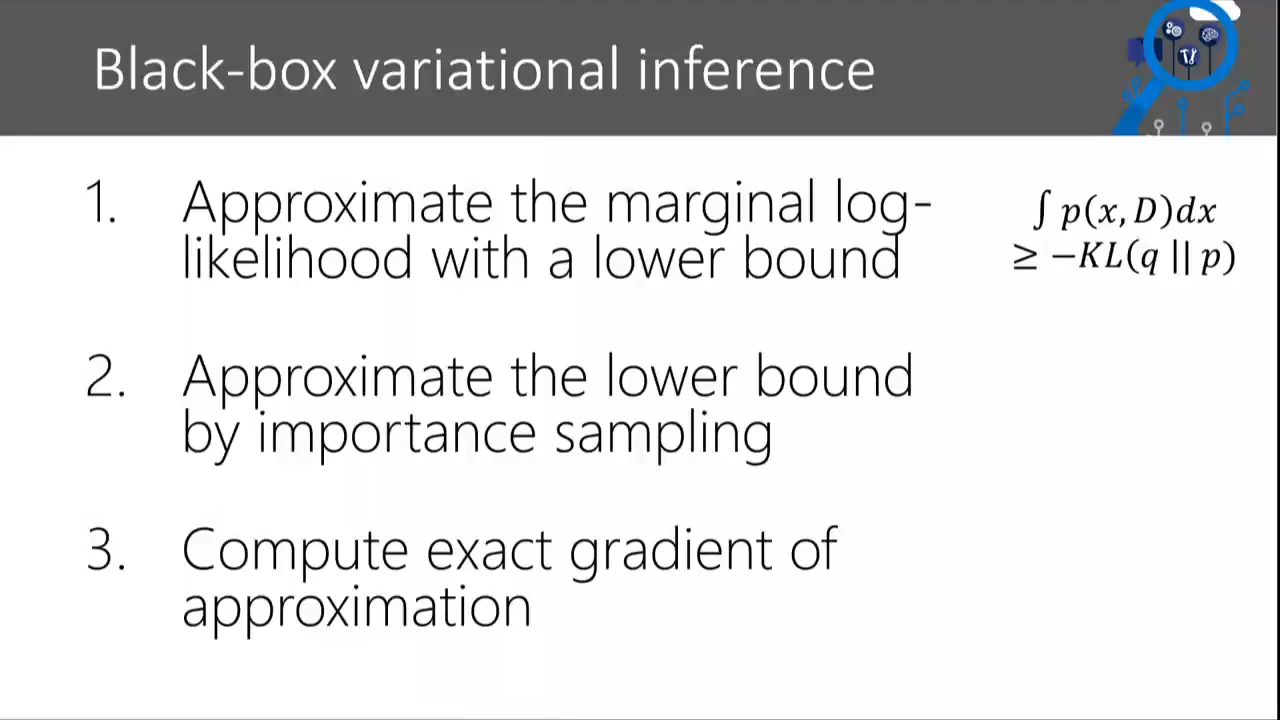 Black-box variational inference
1. Approximate the marginal log-
likelihood with a lower bound
∫ p(x, D)dx
≥ −KL(q || p)
2. Approximate the lower bound
by importance sampling
3. Compute exact gradient of
approximation